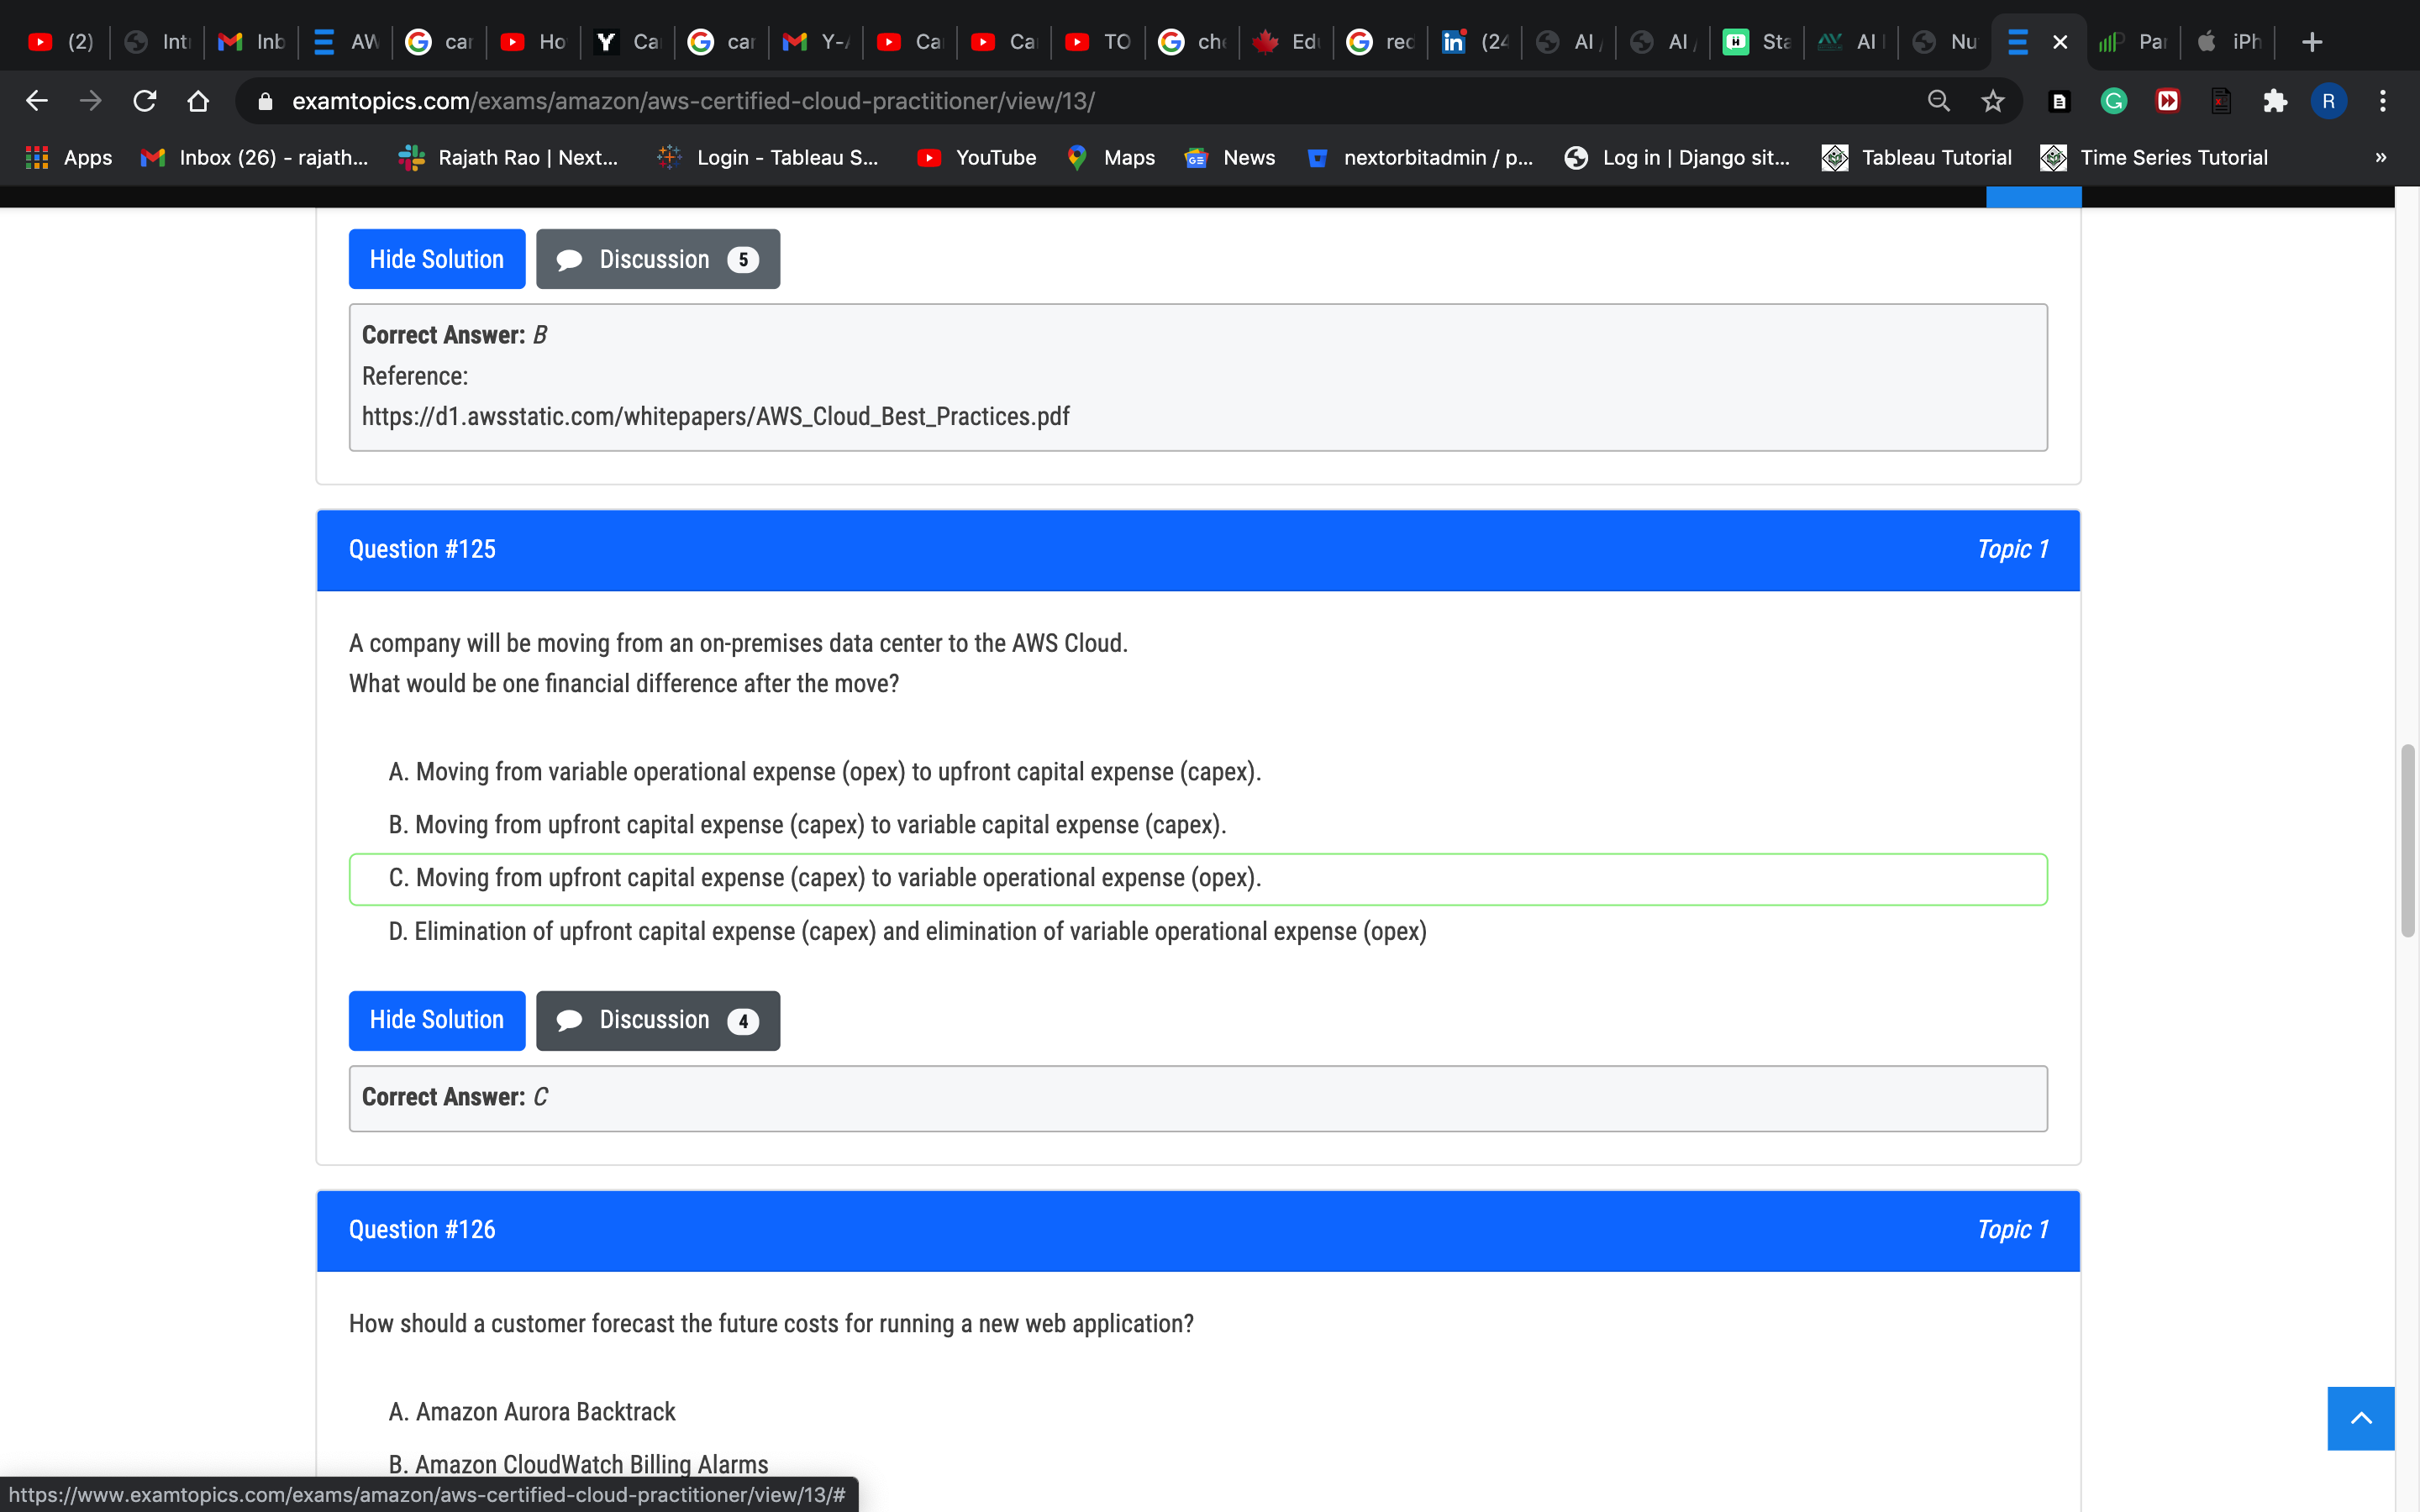 (2)
Int
Inb
AW
car
Ho
Y
Ca
car
Y-
Ca
Ca
TO
che
Edu
rec
in
(24
AI
AI
Sta
AI
Nu
Par
iPh
examtopics.com/exams/amazon/aws-certified-cloud-practitioner/view/13/
R
Apps
Inbox (26) - rajath...
Rajath Rao | Next...
Login - Tableau S...
YouTube
Maps
News
nextorbitadmin / p...
Log in | Django sit...
Tableau Tutorial
Time Series Tutorial
»
Hide Solution
Discussion 5
Correct Answer: B
Reference:
https://d1.awsstatic.com/whitepapers/AWS_Cloud_Best_Practices.pdf
Question #125
Topic 1
A company will be moving from an on-premises data center to the AWS Cloud.
What would be one financial difference after the move?
A. Moving from variable operational expense (opex) to upfront capital expense (capex).
B. Moving from upfront capital expense (capex) to variable capital expense (capex).
C. Moving from upfront capital expense (capex) to variable operational expense (opex).
D. Elimination of upfront capital expense (capex) and elimination of variable operational expense (opex)
Hide Solution
Discussion 4
Correct Answer: C
Question #126
Topic 1
How should a customer forecast the future costs for running a new web application?
A. Amazon Aurora Backtrack
B. Amazon CloudWatch Billing Alarms
https://www.examtopics.com/exams/amazon/aws-certified-cloud-practitioner/view/13/#